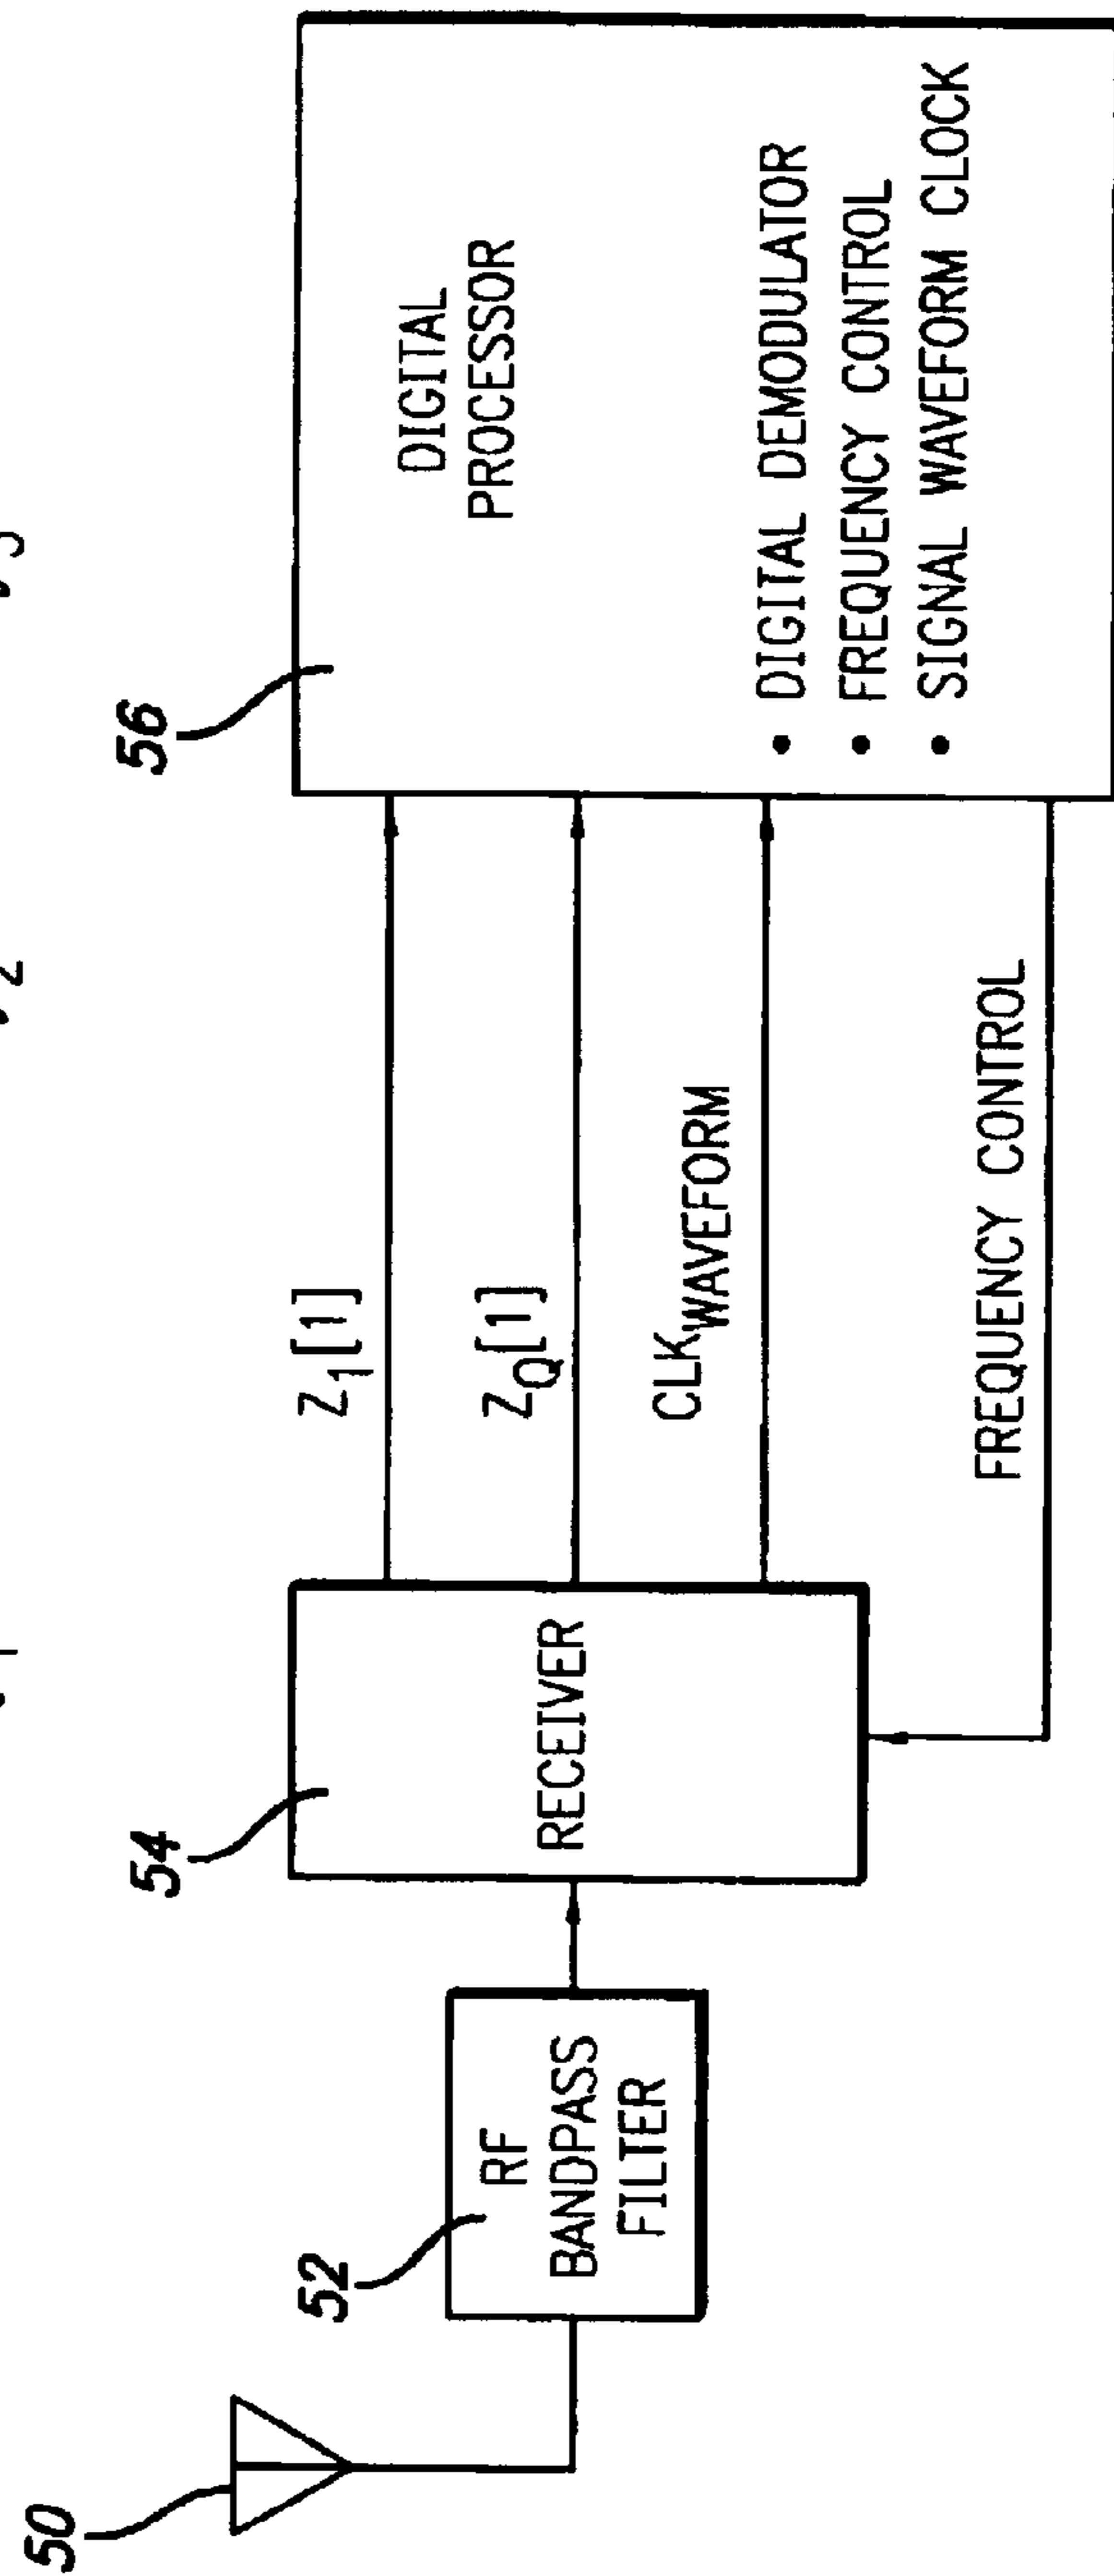 50
52
RF
BANDPASS
FILTER
54
RECEIVER
Z1[1]
ZQ[1]
CLKWAVEFORM
FREQUENCY CONTROL
56
DIGITAL
PROCESSOR
• DIGITAL DEMODULATOR
• FREQUENCY CONTROL
• SIGNAL WAVEFORM CLOCK